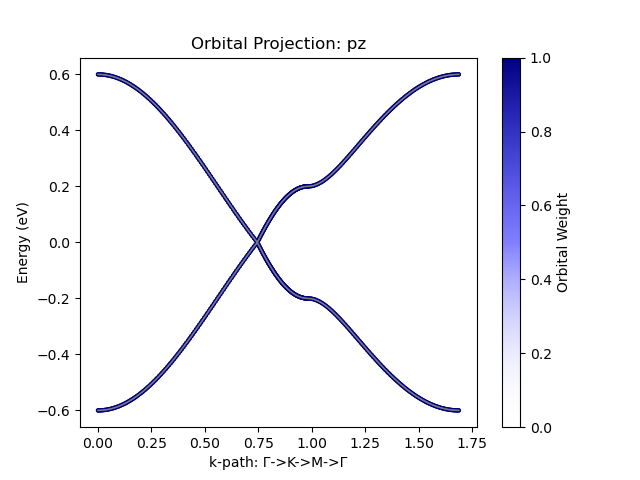 Orbital Projection: pz
Energy (eV)
0.6
0.4
0.2
0.0
−0.2
−0.4
−0.6
0.00 0.25 0.50 0.75 1.00 1.25 1.50 1.75
k-path: Γ->K->M->Γ
1.0
0.8
0.6
0.4
0.2
0.0
Orbital Weight